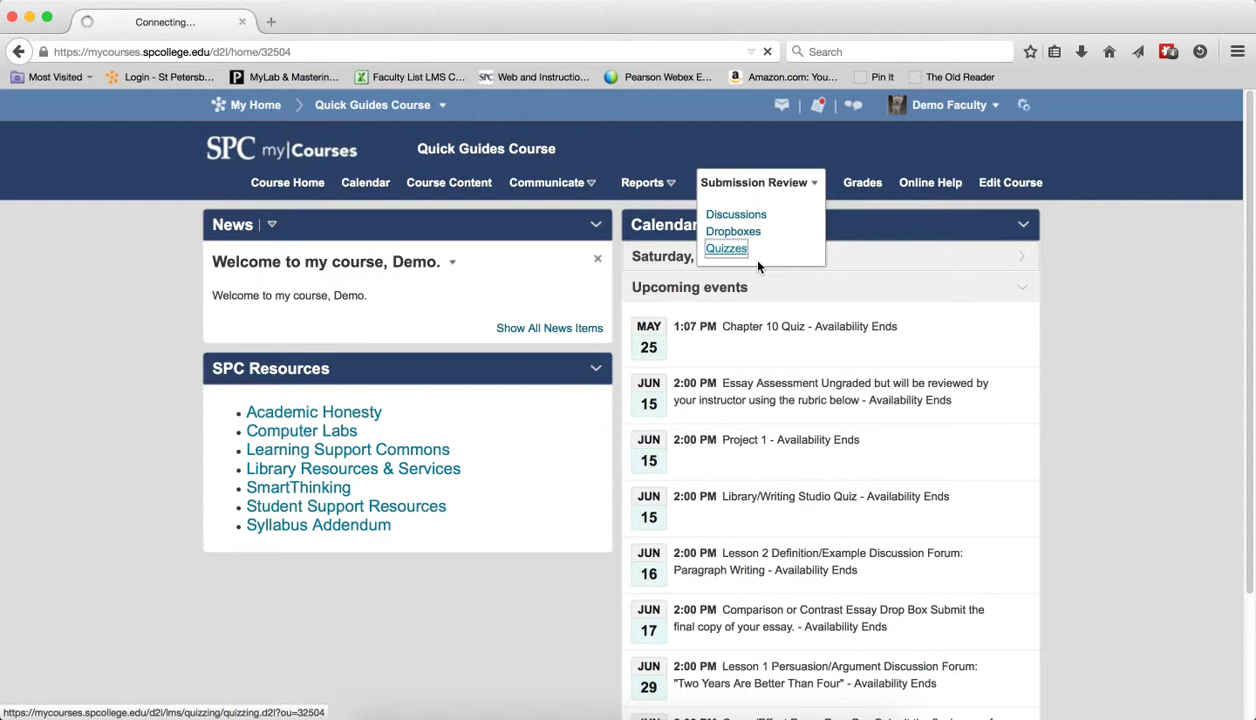 Connecting...
https://mycourses.spcollege.edu/d2l/home/32504
Search
Most Visited
Login - St Petersb...
MyLab & Masterin...
Faculty List LMS C...
SPC Web and Instructio...
Pearson Webex E...
Amazon.com: You...
Pin It
The Old Reader
My Home
Quick Guides Course
Demo Faculty
SPC my|Courses
Quick Guides Course
Course Home
Calendar
Course Content
Communicate
Reports
Submission Review
Grades
Online Help
Edit Course
Discussions
Dropboxes
Quizzes
News
Welcome to my course, Demo.
Welcome to my course, Demo.
Show All News Items
SPC Resources
Academic Honesty
Computer Labs
Learning Support Commons
Library Resources & Services
SmartThinking
Student Support Resources
Syllabus Addendum
Calendar
Saturday,
Upcoming events
MAY
25
1:07 PM Chapter 10 Quiz - Availability Ends
JUN
15
2:00 PM Essay Assessment Ungraded but will be reviewed by
your instructor using the rubric below - Availability Ends
JUN
15
2:00 PM Project 1 - Availability Ends
JUN
15
2:00 PM Library/Writing Studio Quiz - Availability Ends
JUN
16
2:00 PM Lesson 2 Definition/Example Discussion Forum:
Paragraph Writing - Availability Ends
JUN
17
2:00 PM Comparison or Contrast Essay Drop Box Submit the
final copy of your essay. - Availability Ends
JUN
29
2:00 PM Lesson 1 Persuasion/Argument Discussion Forum:
"Two Years Are Better Than Four" - Availability Ends
https://mycourses.spcollege.edu/d2l/lms/quizzing/quizzing.d2l?ou=32504